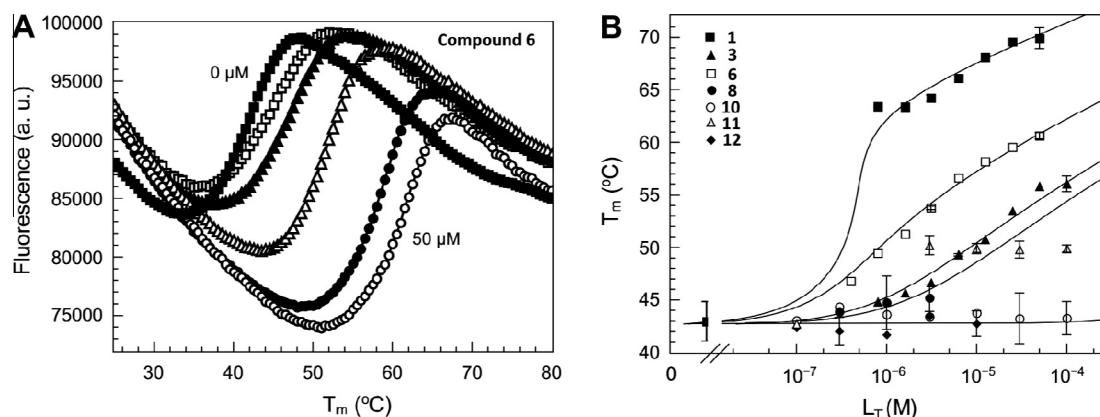 A
Compound 6
0 µM
50 µM
100000
95000
90000
85000
80000
75000
Fluorescence (a. u.)
30 40 50 60 70 80
Tₘ (ºC)
B
1
3
6
8
10
11
12
70
65
60
55
50
45
40
Tₘ (ºC)
0 10⁻⁷ 10⁻⁶ 10⁻⁵ 10⁻⁴
L_T (M)